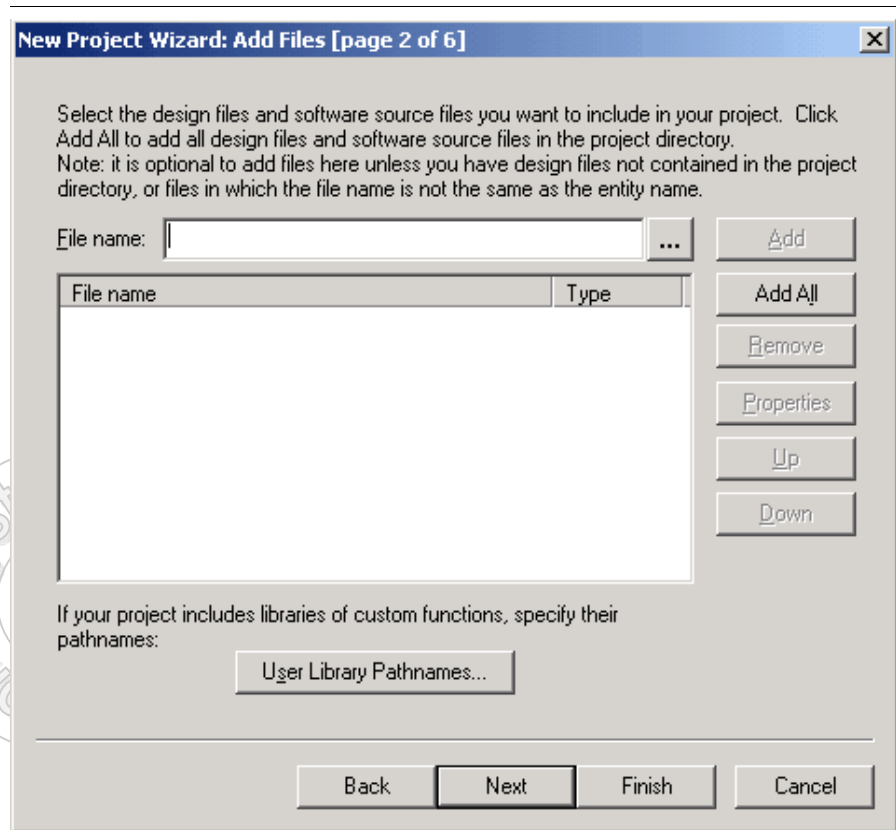 New Project Wizard: Add Files [page 2 of 6]
Select the design files and software source files you want to include in your project. Click
Add All to add all design files and software source files in the project directory.
Note: it is optional to add files here unless you have design files not contained in the project
directory, or files in which the file name is not the same as the entity name.
File name:
...
Add
File name
Type
Add All
Remove
Properties
Up
Down
If your project includes libraries of custom functions, specify their
pathnames:
User Library Pathnames...
Back
Next
Finish
Cancel